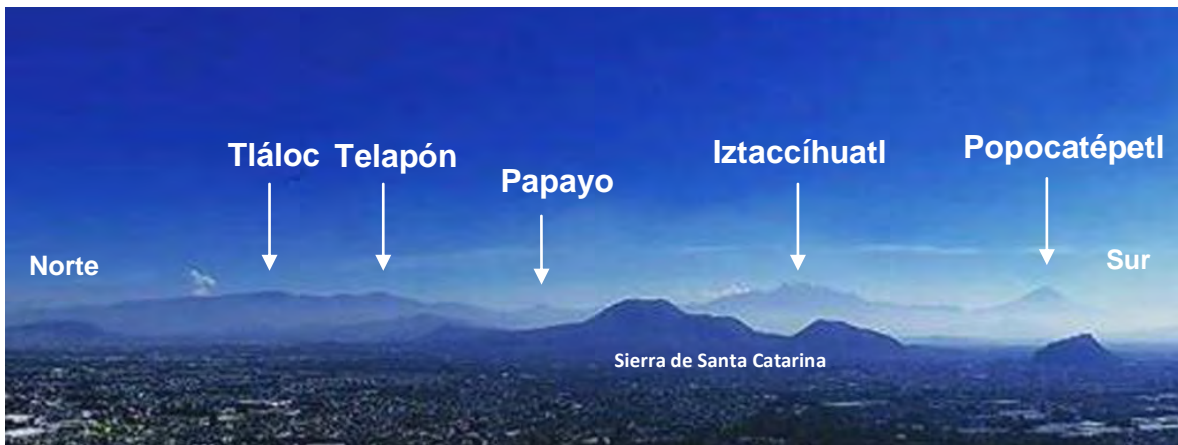 Tláloc
Telapón
Papayo
Iztaccíhuatl
Popocatépetl
Norte
Sur
Sierra de Santa Catarina